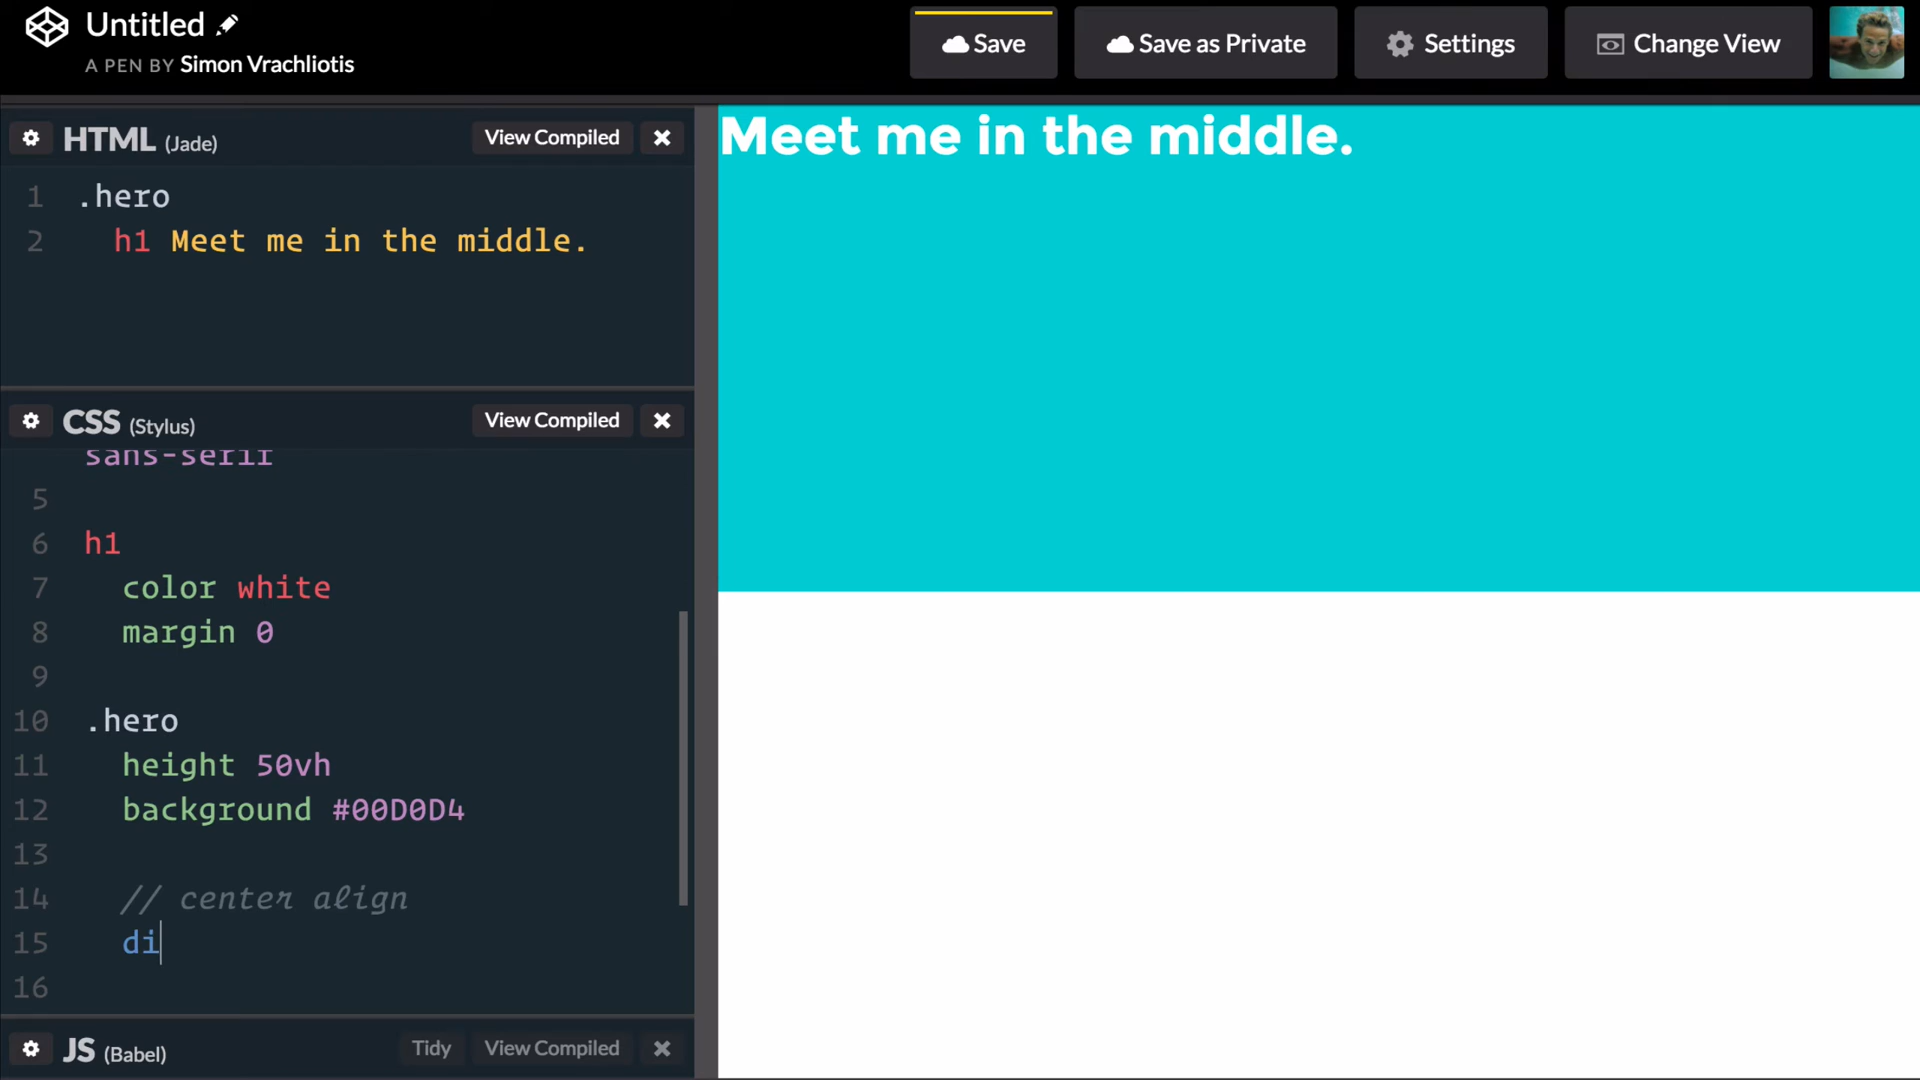 Untitled
A PEN BY Simon Vrachliotis
Save
Save as Private
Settings
Change View
HTML (Jade)
View Compiled
1 .hero
2 h1 Meet me in the middle.
CSS (Stylus)
View Compiled
sans-serif
5
6 h1
7 color white
8 margin 0
9
10 .hero
11 height 50vh
12 background #00D0D4
13
14 // center align
15 di
16
JS (Babel)
Tidy
View Compiled
Meet me in the middle.